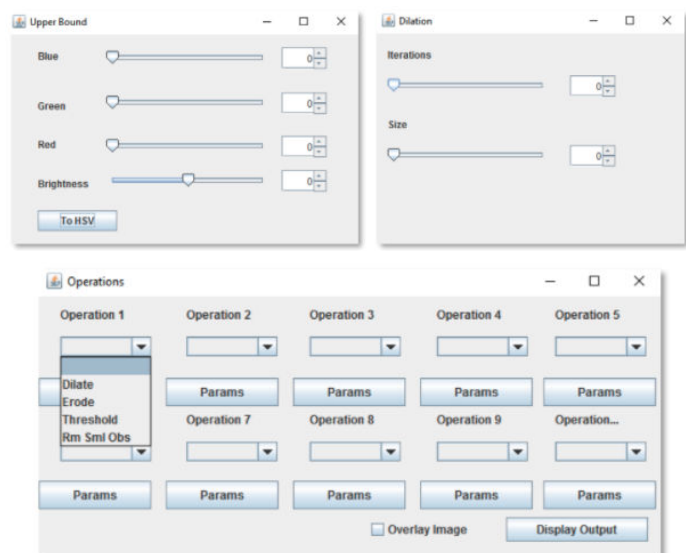 Upper Bound
Blue 0
Green 0
Red 0
Brightness 0
To HSV
Dilation
Iterations
0
Size
0
Operations
Operation 1 Operation 2 Operation 3 Operation 4 Operation 5
Dilate
Erode
Threshold
Rm Sml Obs
Params Params Params Params
Operation 7 Operation 8 Operation 9 Operation...
Params Params Params Params Params
Overlay Image Display Output